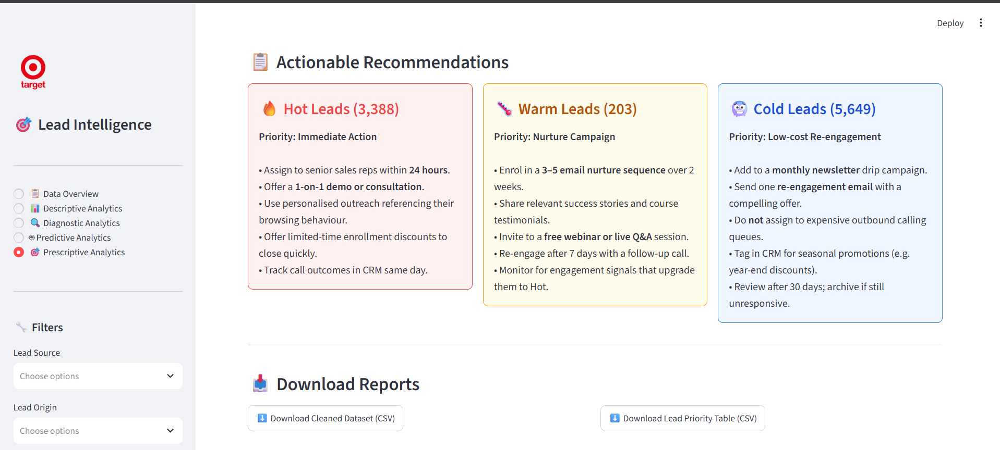 Deploy
target
Lead Intelligence
Data Overview
Descriptive Analytics
Diagnostic Analytics
Predictive Analytics
Prescriptive Analytics
Filters
Lead Source
Choose options
Lead Origin
Choose options
Actionable Recommendations
Hot Leads (3,388)
Priority: Immediate Action
• Assign to senior sales reps within 24 hours.
• Offer a 1-on-1 demo or consultation.
• Use personalised outreach referencing their
browsing behaviour.
• Offer limited-time enrollment discounts to
close quickly.
• Track call outcomes in CRM same day.
Warm Leads (203)
Priority: Nurture Campaign
• Enrol in a 3–5 email nurture sequence over 2
weeks.
• Share relevant success stories and course
testimonials.
• Invite to a free webinar or live Q&A session.
• Re-engage after 7 days with a follow-up call.
• Monitor for engagement signals that upgrade
them to Hot.
Cold Leads (5,649)
Priority: Low-cost Re-engagement
• Add to a monthly newsletter drip campaign.
• Send one re-engagement email with a
compelling offer.
• Do not assign to expensive outbound calling
queues.
• Tag in CRM for seasonal promotions (e.g.
year-end discounts).
• Review after 30 days; archive if still
unresponsive.
Download Reports
Download Cleaned Dataset (CSV)
Download Lead Priority Table (CSV)